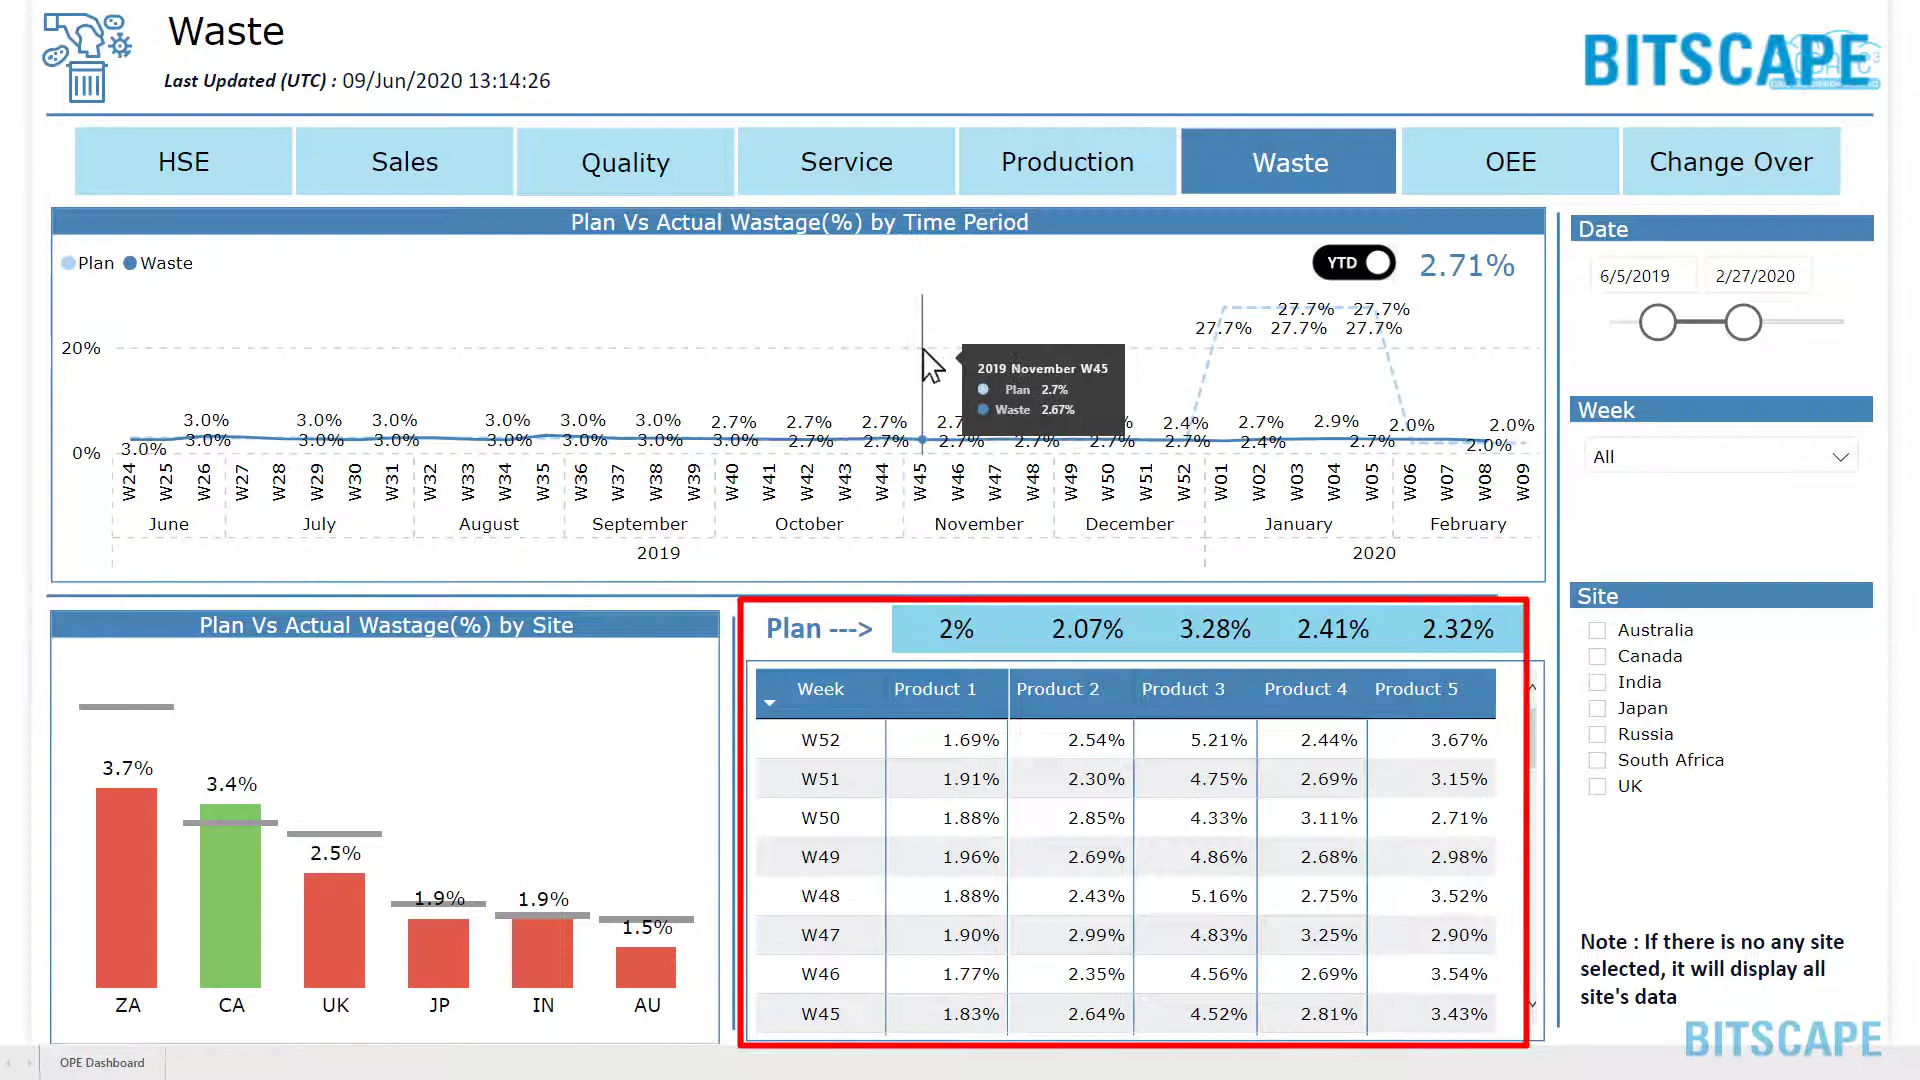 Waste
Last Updated (UTC) : 09/Jun/2020 13:14:26
BITSCAPE
HSE Sales Quality Service Production Waste OEE Change Over
Plan Vs Actual Wastage(%) by Time Period
Plan Waste
YTD 2.71%
27.7% 27.7%
27.7% 27.7% 27.7%
20%
2019 November W45
Plan 2.7%
Waste 2.67%
3.0% 3.0% 3.0% 3.0% 3.0% 3.0% 2.7% 2.7% 2.7% 2.4% 2.7% 2.9% 2.0% 2.0%
3.0% 3.0% 3.0% 3.0% 3.0% 3.0% 3.0% 3.0% 2.7% 2.7% 2.7% 2.7% 2.7% 2.7% 2.4% 2.7% 2.0%
0%
W24 W25 W26 W27 W28 W29 W30 W31 W32 W33 W34 W35 W36 W37 W38 W39 W40 W41 W42 W43 W44 W45 W46 W47 W48 W49 W50 W51 W52 W01 W02 W03 W04 W05 W06 W07 W08 W09
June July August September October November December January February
2019 2020
Date
6/5/2019 2/27/2020
Week
All
Site
Australia
Canada
India
Japan
Russia
South Africa
UK
Note : If there is no any site
selected, it will display all
site's data
Plan Vs Actual Wastage(%) by Site
3.7% 3.4% 2.5% 1.9% 1.9% 1.5%
ZA CA UK JP IN AU
Plan ---> 2% 2.07% 3.28% 2.41% 2.32%
Week Product 1 Product 2 Product 3 Product 4 Product 5
W52 1.69% 2.54% 5.21% 2.44% 3.67%
W51 1.91% 2.30% 4.75% 2.69% 3.15%
W50 1.88% 2.85% 4.33% 3.11% 2.71%
W49 1.96% 2.69% 4.86% 2.68% 2.98%
W48 1.88% 2.43% 5.16% 2.75% 3.52%
W47 1.90% 2.99% 4.83% 3.25% 2.90%
W46 1.77% 2.35% 4.56% 2.69% 3.54%
W45 1.83% 2.64% 4.52% 2.81% 3.43%
BITSCAPE
OPE Dashboard